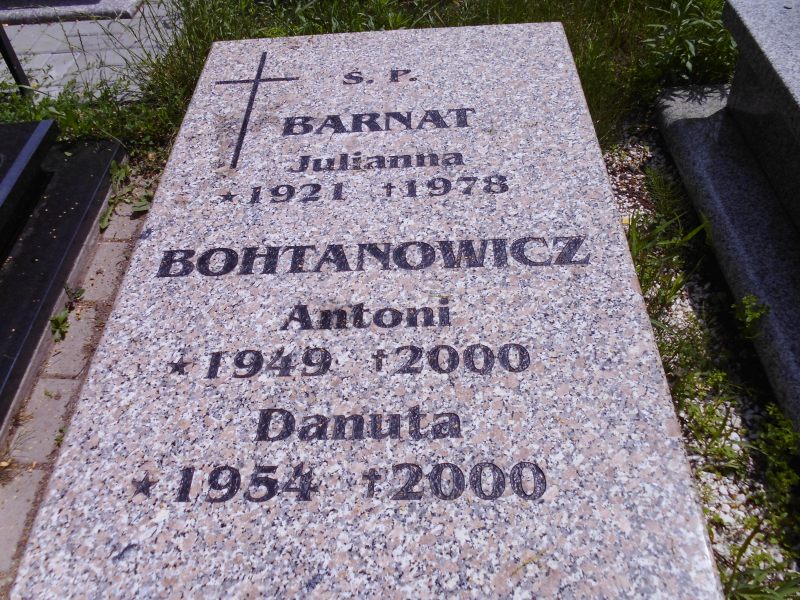 Ś. P.
BARNAT
Julianna
★1921 †1978
BOHTANOWICZ
Antoni
★1949 †2000
Danuta
★1954 †2000